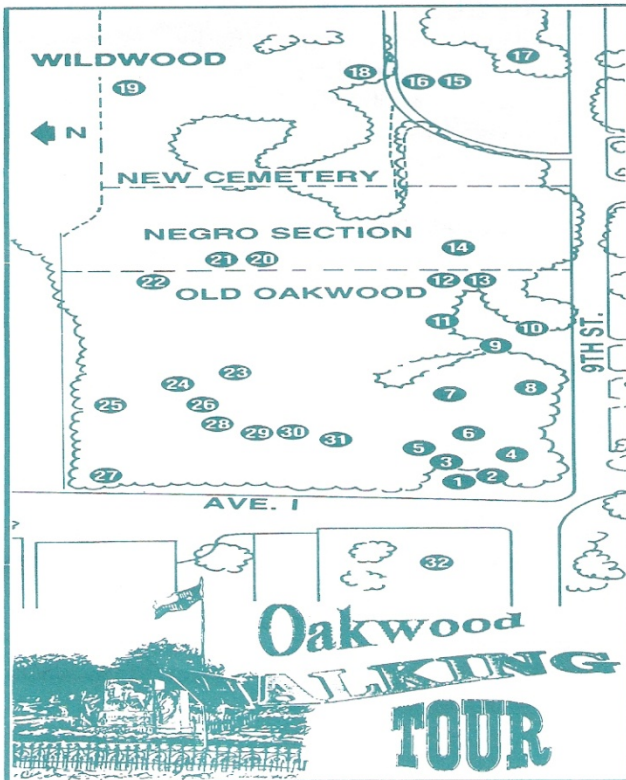 WILDWOOD
17
18
16 15
19
N
NEW CEMETERY
NEGRO SECTION
14
21 20
22
12 13
OLD OAKWOOD
11
10
9
9TH ST.
23
24
8
7
25
26
28
29 30
31
6
5
4
3
27
2
1
AVE. I
32
Oakwood
WALKING
TOUR